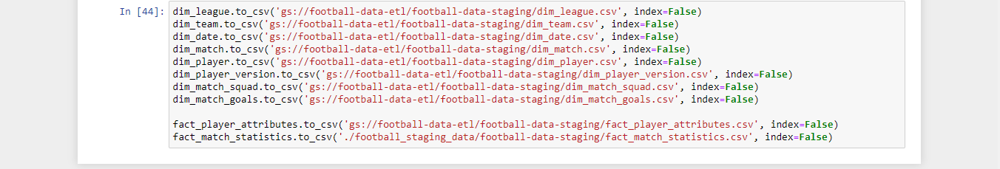 In [44]: dim_league.to_csv('gs://football-data-etl/football-data-staging/dim_league.csv', index=False)
dim_team.to_csv('gs://football-data-etl/football-data-staging/dim_team.csv', index=False)
dim_date.to_csv('gs://football-data-etl/football-data-staging/dim_date.csv', index=False)
dim_match.to_csv('gs://football-data-etl/football-data-staging/dim_match.csv', index=False)
dim_player.to_csv('gs://football-data-etl/football-data-staging/dim_player.csv', index=False)
dim_player_version.to_csv('gs://football-data-etl/football-data-staging/dim_player_version.csv', index=False)
dim_match_squad.to_csv('gs://football-data-etl/football-data-staging/dim_match_squad.csv', index=False)
dim_match_goals.to_csv('gs://football-data-etl/football-data-staging/dim_match_goals.csv', index=False)
fact_player_attributes.to_csv('gs://football-data-etl/football-data-staging/fact_player_attributes.csv', index=False)
fact_match_statistics.to_csv('./football_staging_data/football-data-staging/fact_match_statistics.csv', index=False)